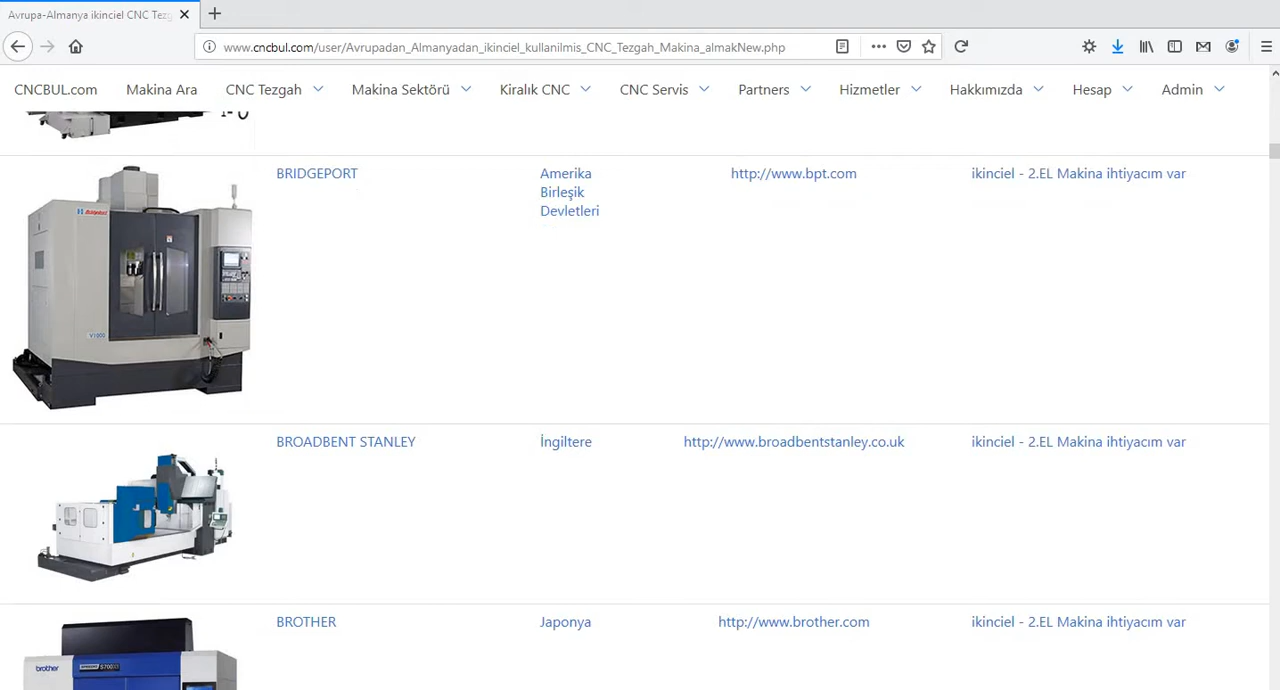 Avrupa-Almanya ikinciel CNC Tezg
www.cncbul.com/user/Avrupadan_Almanyadan_ikinciel_kullanilmis_CNC_Tezgah_Makina_almakNew.php
CNCBUL.com Makina Ara CNC Tezgah Makina Sektörü Kiralık CNC CNC Servis Partners Hizmetler Hakkımızda Hesap Admin
BRIDGEPORT Amerika http://www.bpt.com ikinciel - 2.EL Makina ihtiyacım var
Birleşik
Devletleri
Bridgeport
V1000
BROADBENT STANLEY İngiltere http://www.broadbentstanley.co.uk ikinciel - 2.EL Makina ihtiyacım var
BROTHER Japonya http://www.brother.com ikinciel - 2.EL Makina ihtiyacım var
brother